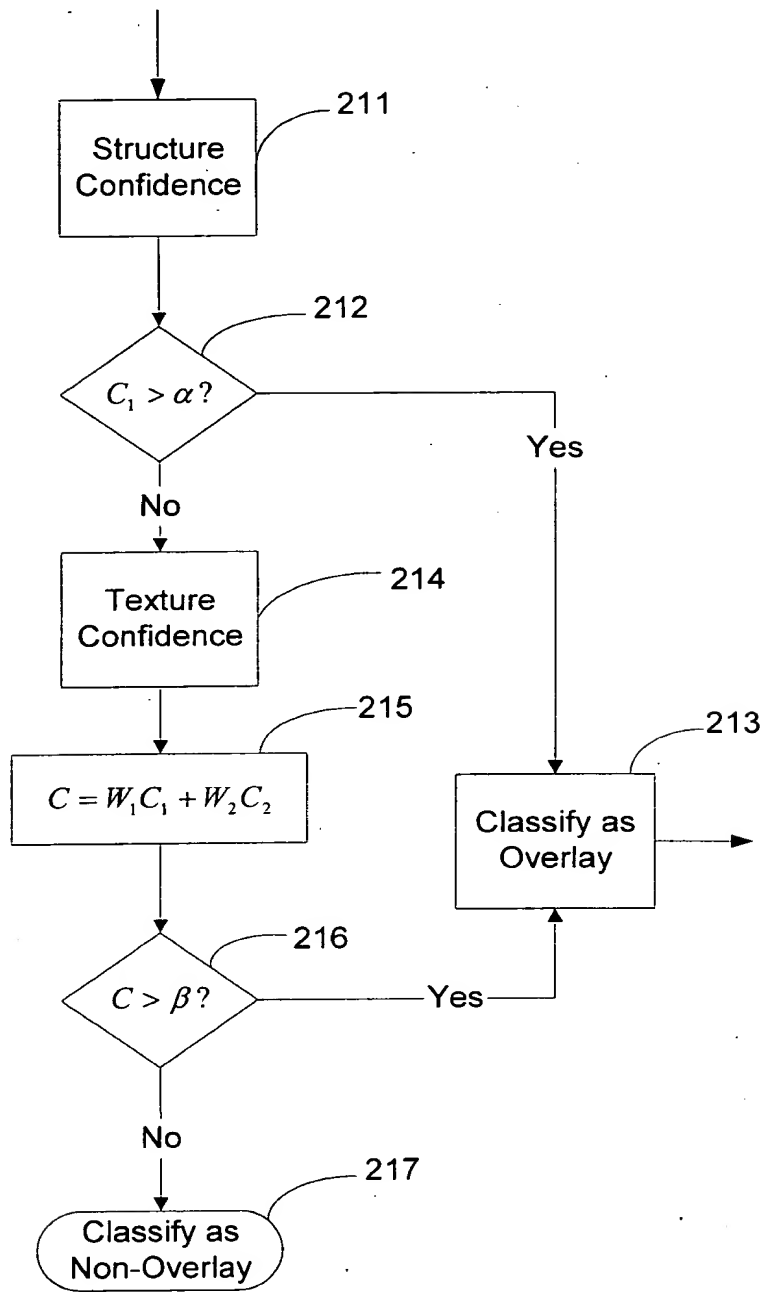 211
Structure
Confidence
212
C₁ > α?
Yes
No
214
Texture
Confidence
215
C = W₁C₁ + W₂C₂
213
Classify as
Overlay
216
C > β?
Yes
No
217
Classify as
Non-Overlay